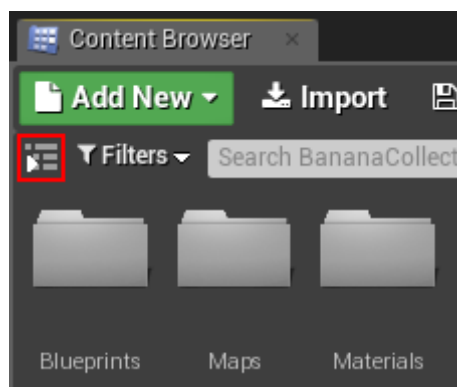 Content Browser
Add New Import
Filters Search BananaCollect
Blueprints Maps Materials